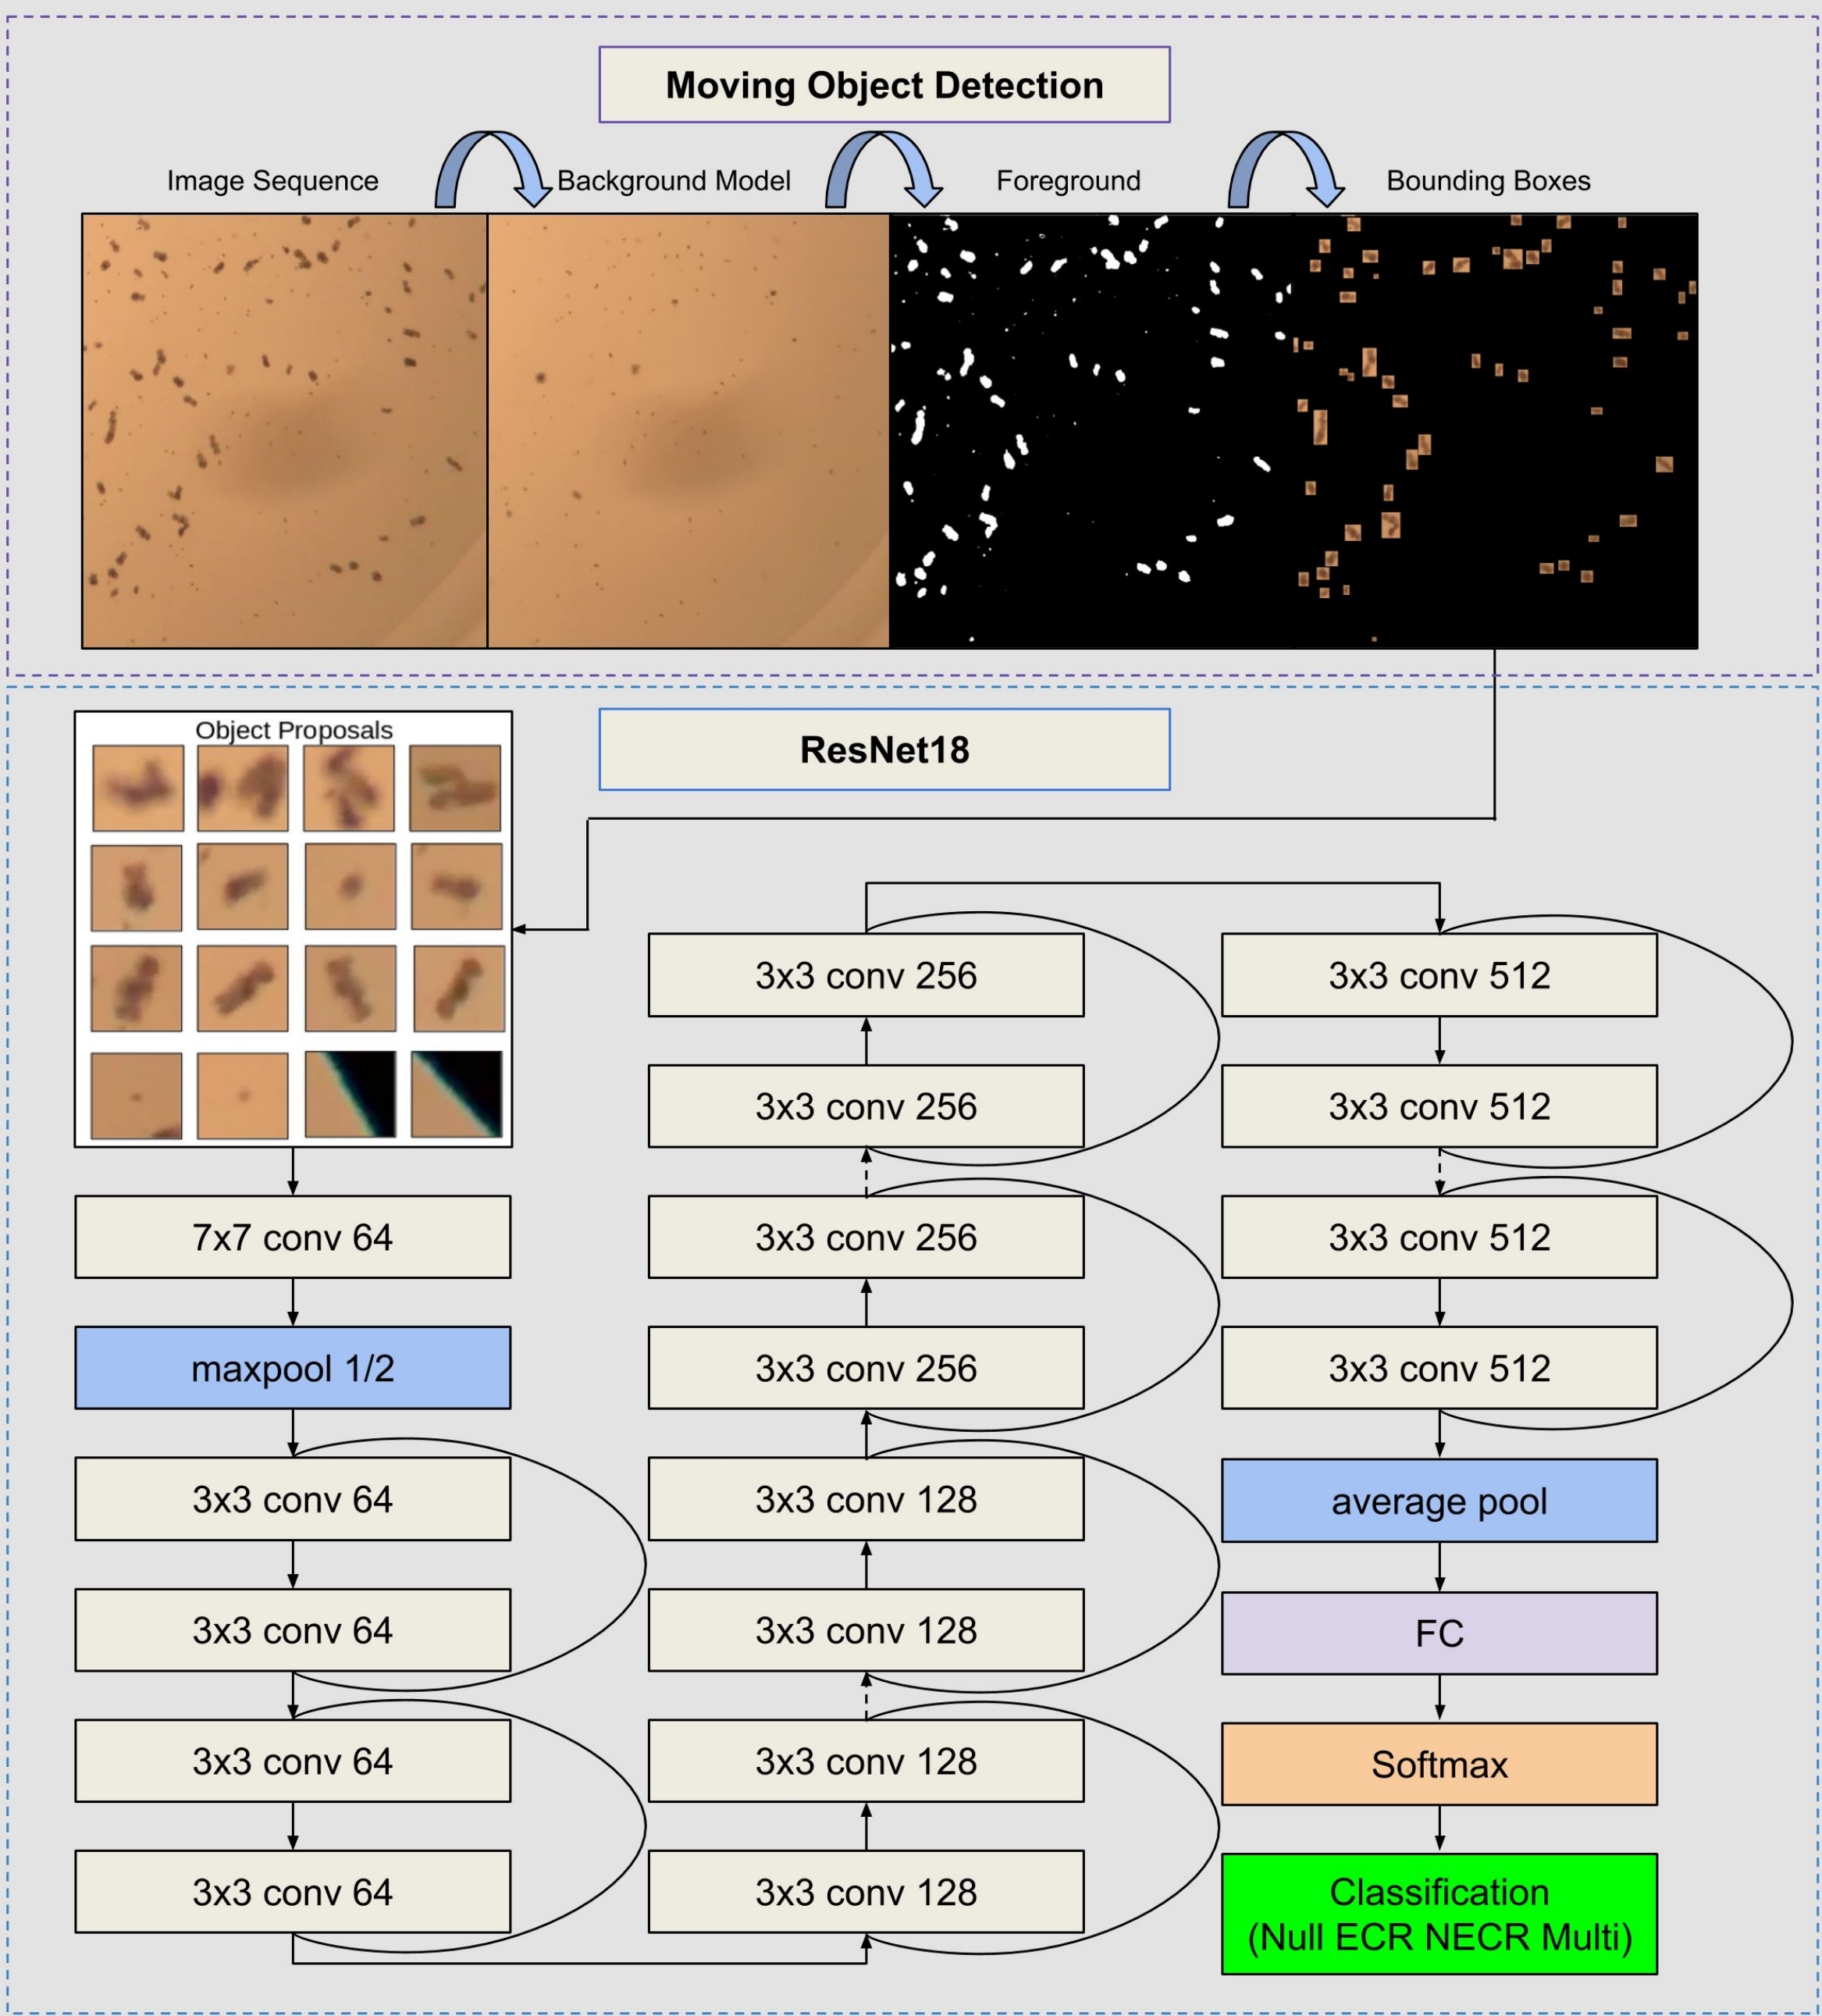 Moving Object Detection
Image Sequence
Background Model
Foreground
Bounding Boxes
Object Proposals
ResNet18
7x7 conv 64
maxpool 1/2
3x3 conv 64
3x3 conv 64
3x3 conv 64
3x3 conv 64
3x3 conv 256
3x3 conv 256
3x3 conv 256
3x3 conv 256
3x3 conv 128
3x3 conv 128
3x3 conv 128
3x3 conv 128
3x3 conv 512
3x3 conv 512
3x3 conv 512
3x3 conv 512
average pool
FC
Softmax
Classification
(Null ECR NECR Multi)